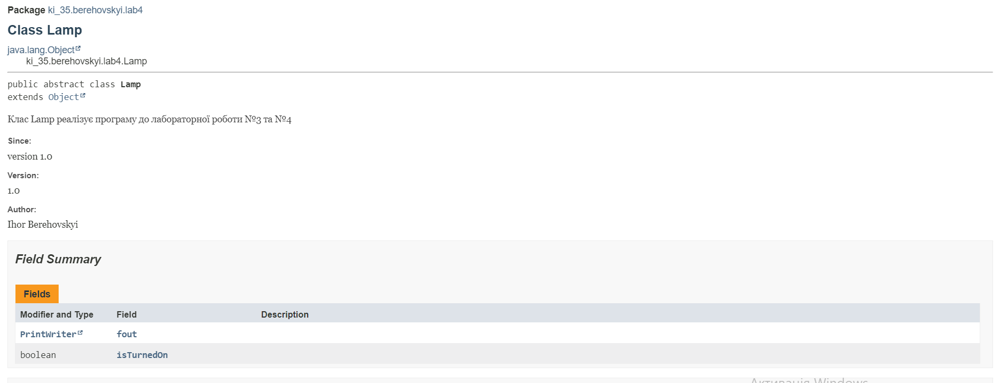 Package ki_35.berehovskyi.lab4
Class Lamp
java.lang.Object
ki_35.berehovskyi.lab4.Lamp
public abstract class Lamp
extends Object
Клас Lamp реалізує програму до лабораторної роботи №3 та №4
Since:
version 1.0
Version:
1.0
Author:
Ihor Berehovskyi
Field Summary
Fields
Modifier and Type Field Description
PrintWriter fout
boolean isTurnedOn
Активація Windows